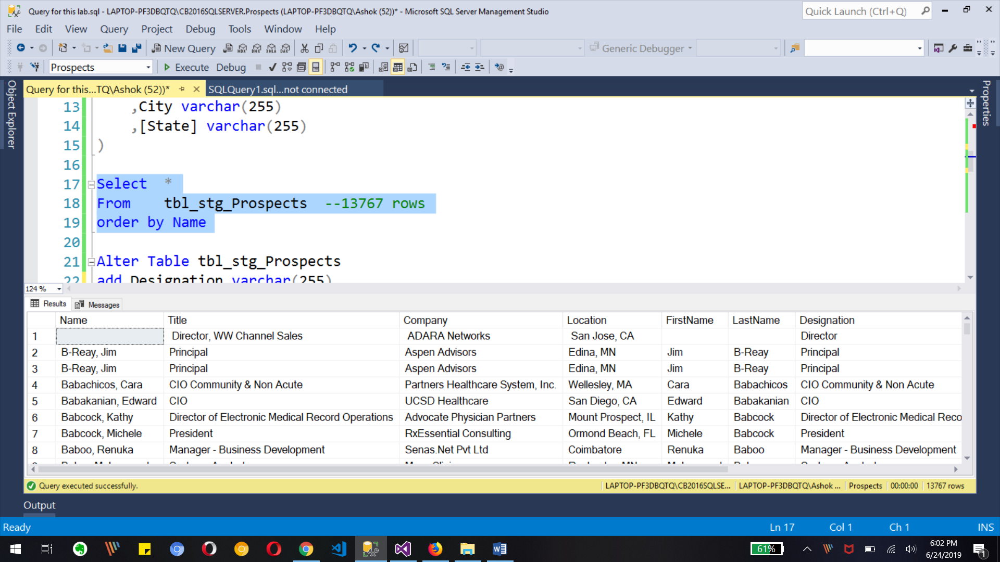 Query for this lab.sql - LAPTOP-PF3DBQTQ\CB2016SQLSERVER.Prospects (LAPTOP-PF3DBQTQ\Ashok (52))* - Microsoft SQL Server Management Studio
Quick Launch (Ctrl+Q)
File Edit View Query Project Debug Tools Window Help
New Query MDX DMX XMLA DAX Generic Debugger
Prospects Execute Debug
Object Explorer
Properties
Query for this...TQ\Ashok (52))* SQLQuery1.sql...not connected
13 ,City varchar(255)
14 ,[State] varchar(255)
15 )
16
17 Select *
18 From tbl_stg_Prospects --13767 rows
19 order by Name
20
21 Alter Table tbl_stg_Prospects
22 add Designation varchar(255)
124 %
Results Messages
Name Title Company Location FirstName LastName Designation
1 Director, WW Channel Sales ADARA Networks San Jose, CA Director
2 B-Reay, Jim Principal Aspen Advisors Edina, MN Jim B-Reay Principal
3 B-Reay, Jim Principal Aspen Advisors Edina, MN Jim B-Reay Principal
4 Babachicos, Cara CIO Community & Non Acute Partners Healthcare System, Inc. Wellesley, MA Cara Babachicos CIO Community & Non Acute
5 Babakanian, Edward CIO UCSD Healthcare San Diego, CA Edward Babakanian CIO
6 Babcock, Kathy Director of Electronic Medical Record Operations Advocate Physician Partners Mount Prospect, IL Kathy Babcock Director of Electronic Medical Reco
7 Babcock, Michele President RxEssential Consulting Ormond Beach, FL Michele Babcock President
8 Baboo, Renuka Manager - Business Development Senas.Net Pvt Ltd Coimbatore Renuka Baboo Manager - Business Development
Query executed successfully. LAPTOP-PF3DBQTQ\CB2016SQLSE... LAPTOP-PF3DBQTQ\Ashok ... Prospects 00:00:00 13767 rows
Output
Ready Ln 17 Col 1 Ch 1 INS
61% 6:02 PM
6/24/2019 1